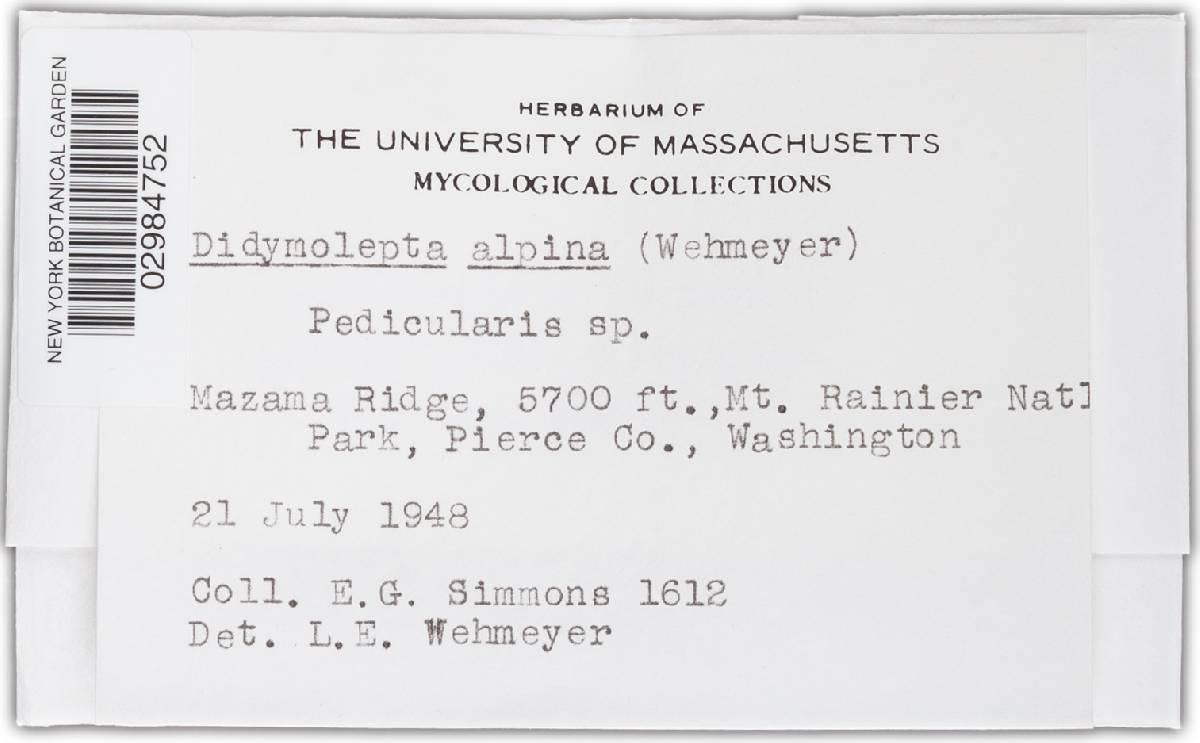 NEW YORK BOTANICAL GARDEN
02984752
HERBARIUM OF
THE UNIVERSITY OF MASSACHUSETTS
MYCOLOGICAL COLLECTIONS
Didymolepta alpina (Wehmeyer)
Pedicularis sp.
Mazama Ridge, 5700 ft.,Mt. Rainier Natl
Park, Pierce Co., Washington
21 July 1948
Coll. E.G. Simmons 1612
Det. L.E. Wehmeyer